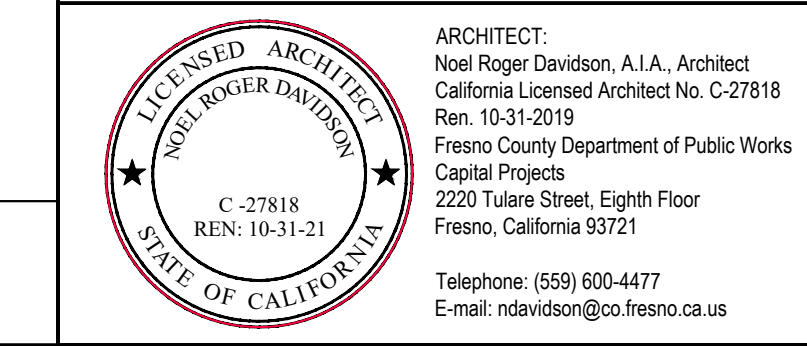 LICENSED ARCHITECT
NOEL ROGER DAVIDSON
C -27818
REN: 10-31-21
STATE OF CALIFORNIA
ARCHITECT:
Noel Roger Davidson, A.I.A., Architect
California Licensed Architect No. C-27818
Ren. 10-31-2019
Fresno County Department of Public Works
Capital Projects
2220 Tulare Street, Eighth Floor
Fresno, California 93721
Telephone: (559) 600-4477
E-mail: ndavidson@co.fresno.ca.us